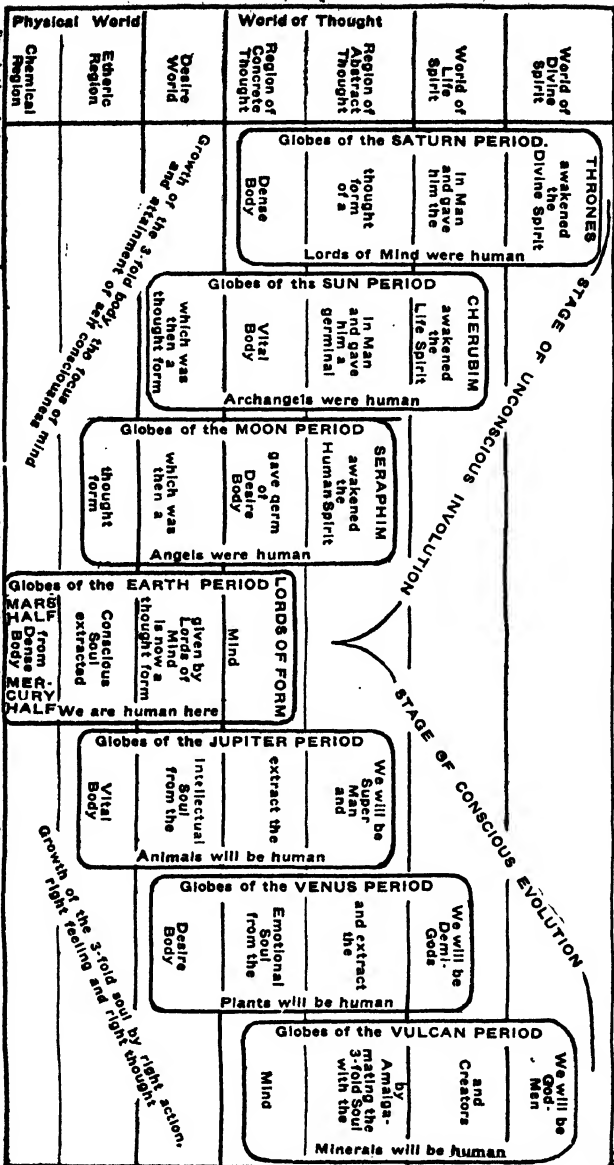 Physical World
World of Thought
Chemical
Region
Etheric
Region
Desire
World
Region of
Concrete
Thought
Region of
Abstract
Thought
World of
Life
Spirit
World of
Divine
Spirit
Globes of the SATURN PERIOD.
THRONES
awakened
the
Divine Spirit
In Man
and gave
him the
thought
form
of a
Dense
Body
Lords of Mind were human
Globes of ths SUN PERIOD
CHERUBIM
awakened
the
Life Spirit
In Man
and gave
him a
germinal
Vital
Body
which was
then a
thought form
Archangels were human
Globes of the MOON PERIOD
SERAPHIM
awakened
the
Human Spirit
gave germ
of
Desire
Body
which was
then a
thought
form
Angels were human
Globes of the EARTH PERIOD
LORDS OF FORM
Mind
given by
Lords of
Mind
is now a
thought form
Conscious
Soul
extracted
from
Dense
Body
MARS
HALF
MER-
CURY
HALF
We are human here
Globes of the JUPITER PERIOD
We will be
Super
Man
and
extract the
Intellectual
Soul
from the
Vital
Body
Animals will be human
Globes of the VENUS PERIOD
We will be
Demi-
Gods
and extract
the
Emotional
Soul
from the
Desire
Body
Plants will be human
Globes of the VULCAN PERIOD
We will be
God-
Men
and
Creators
by
Amalga-
mating the
3-fold Soul
with the
Mind
Minerals will be human
Growth of the 3-fold body, the focus of mind
and attainment of self consciousness
STAGE OF UNCONSCIOUS INVOLUTION
STAGE OF CONSCIOUS EVOLUTION
Growth of the 3-fold soul by right action,
right feeling and right thought